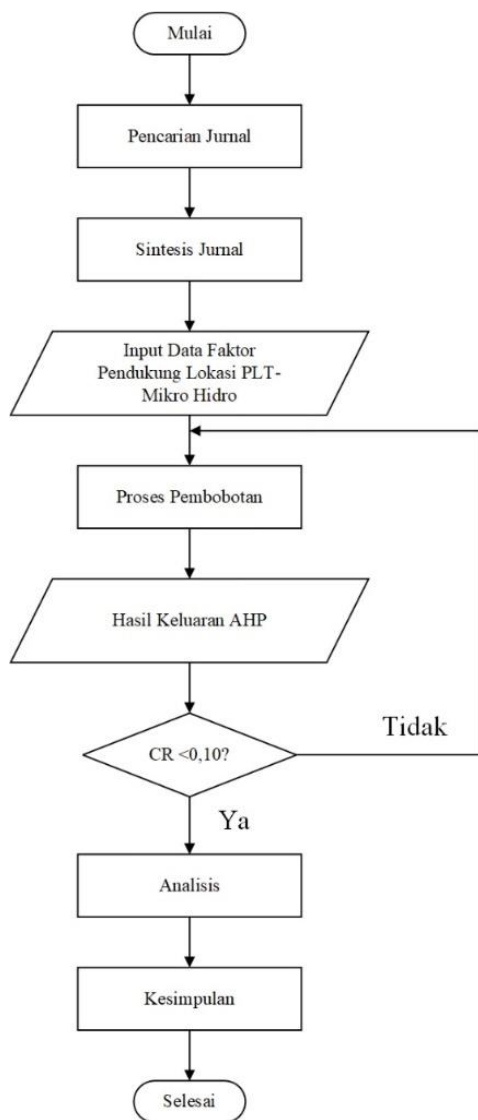 Mulai
Pencarian Jurnal
Sintesis Jurnal
Input Data Faktor
Pendukung Lokasi PLT-
Mikro Hidro
Proses Pembobotan
Hasil Keluaran AHP
CR <0,10?
Tidak
Ya
Analisis
Kesimpulan
Selesai